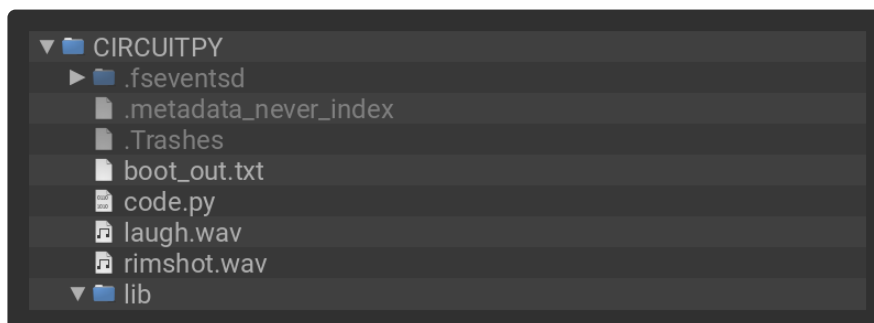 CIRCUITPY
.fseventsd
.metadata_never_index
.Trashes
boot_out.txt
code.py
laugh.wav
rimshot.wav
lib